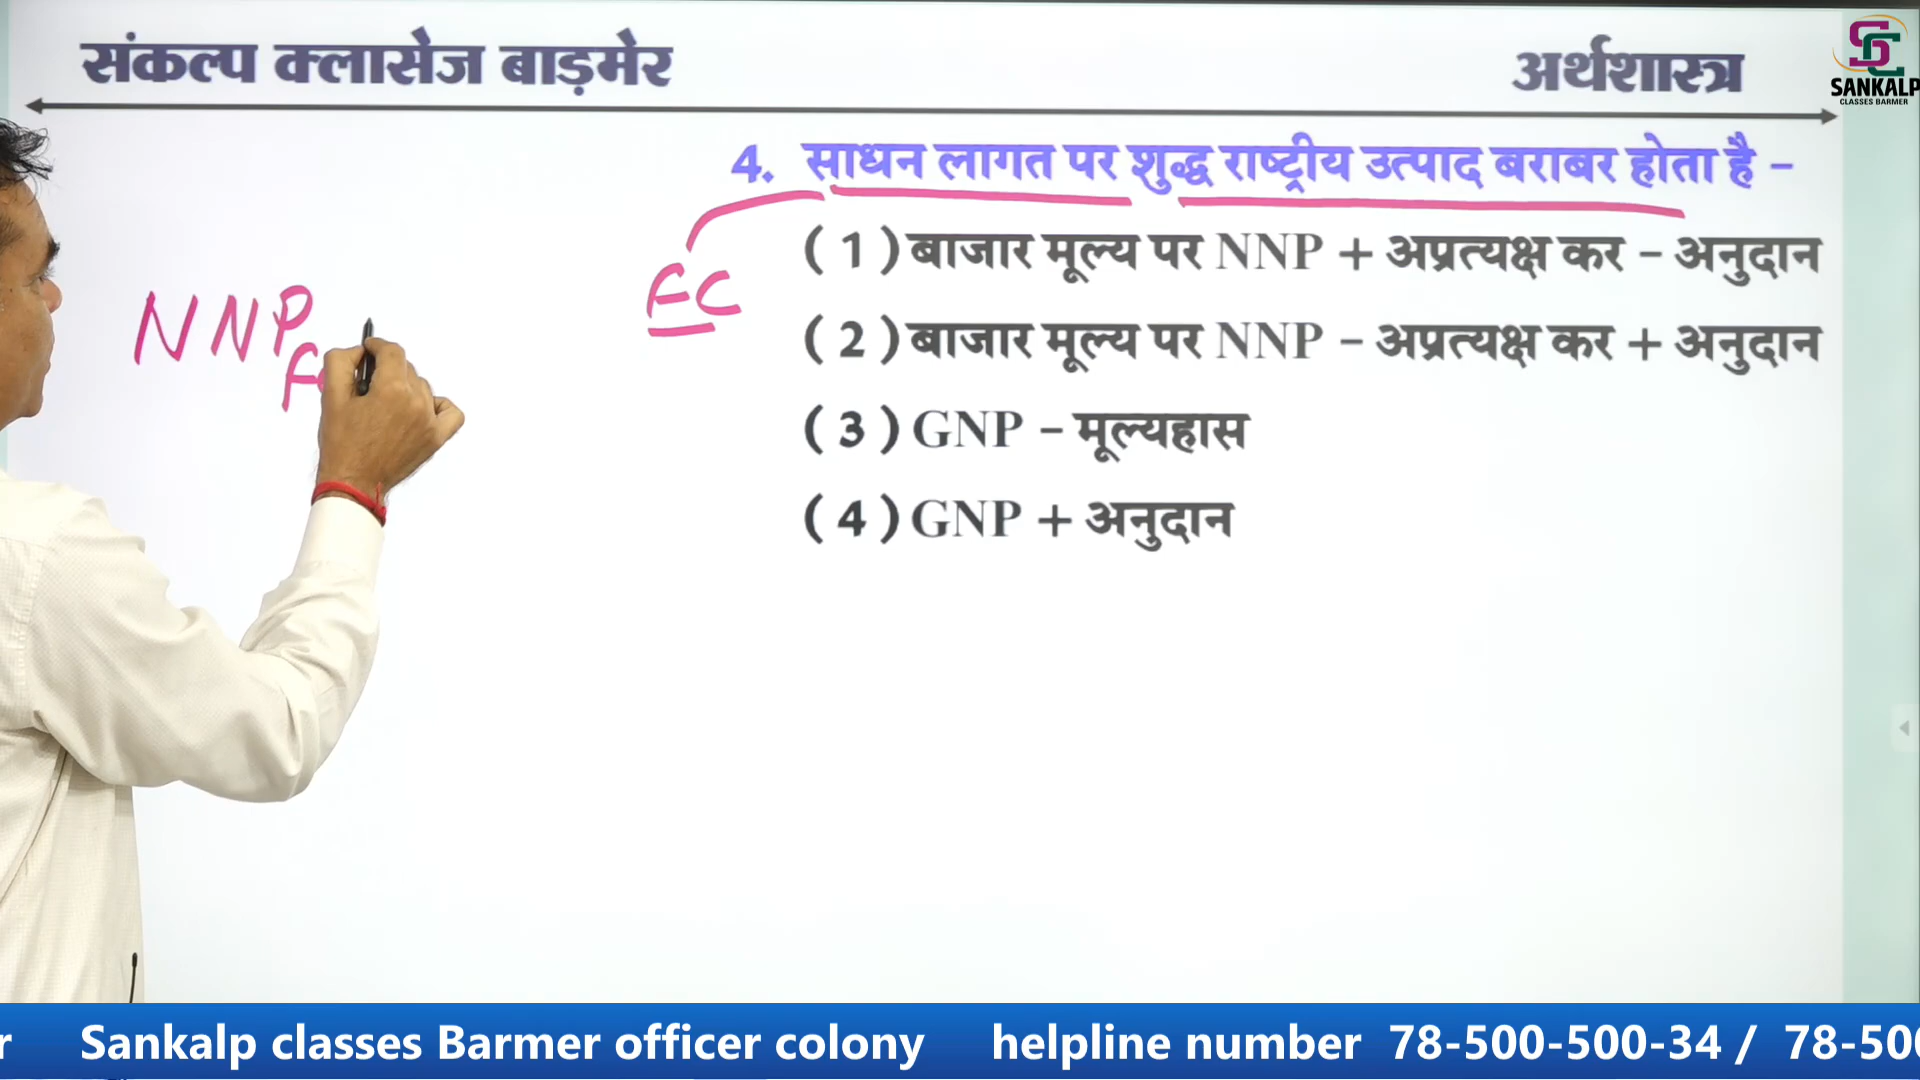 संकल्प क्लासेज बाड़मेर
अर्थशास्त्र
SC
SANKALP
CLASSES BARMER
4. साधन लागत पर शुद्ध राष्ट्रीय उत्पाद बराबर होता है -
( 1 ) बाजार मूल्य पर NNP + अप्रत्यक्ष कर - अनुदान
FC
( 2 ) बाजार मूल्य पर NNP - अप्रत्यक्ष कर + अनुदान
NNP
( 3 ) GNP - मूल्यहास
( 4 ) GNP + अनुदान
Sankalp classes Barmer officer colony helpline number 78-500-500-34 /